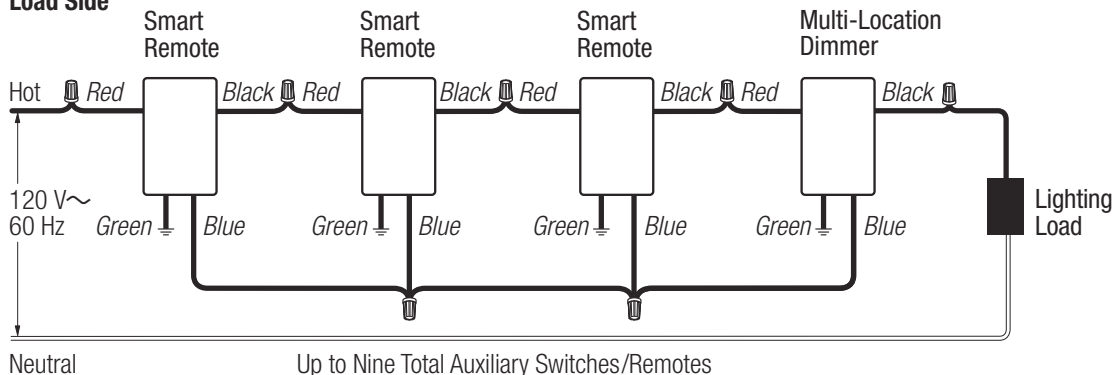 Load Side
Smart
Remote
Smart
Remote
Smart
Remote
Multi-Location
Dimmer
Hot
Red
Black
Red
Black
Red
Black
Red
Black
120 V~
60 Hz
Green
Blue
Green
Blue
Green
Blue
Green
Blue
Lighting
Load
Neutral
Up to Nine Total Auxiliary Switches/Remotes